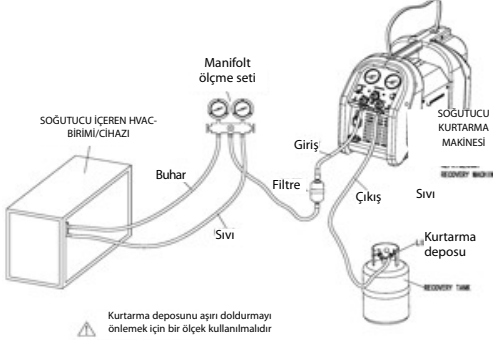 Manifolt
ölçme seti
SOĞUTUCU İÇEREN HVAC-
BİRİMİ/CİHAZI
SOĞUTUCU
KURTARMA
MAKİNESİ
Giriş
Buhar
Filtre
Çıkış
Sıvı
Sıvı
Kurtarma
deposu
RECOVERY TANK
Kurtarma deposunu aşırı doldurmayı
önlemek için bir ölçek kullanılmalıdır